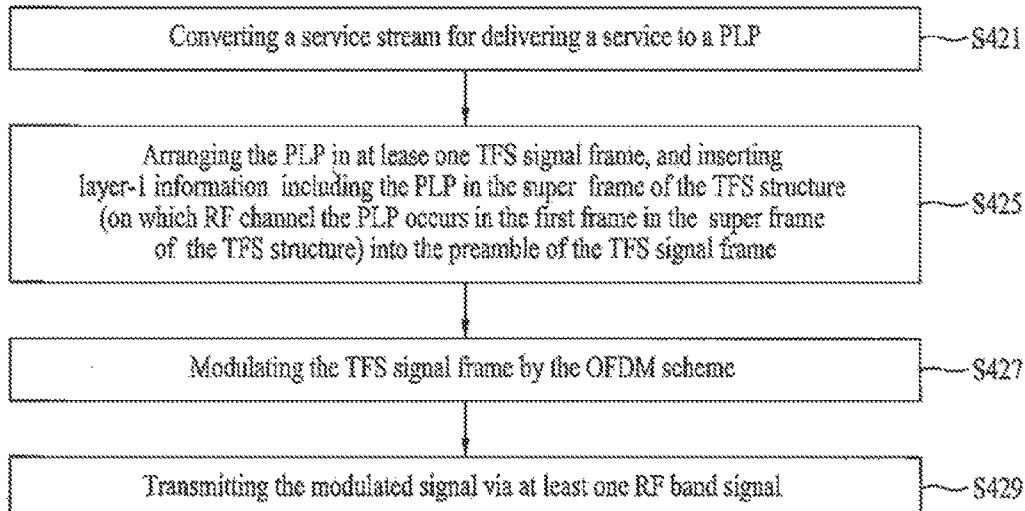 Converting a service stream for delivering a service to a PLP
S421
Arranging the PLP in at lease one TFS signal frame, and inserting
layer-1 information including the PLP in the super frame of the TFS structure
(on which RF channel the PLP occurs in the first frame in the super frame
of the TFS structure) into the preamble of the TFS signal frame
S425
Modulating the TFS signal frame by the OFDM scheme
S427
Transmitting the modulated signal via at least one RF band signal
S429